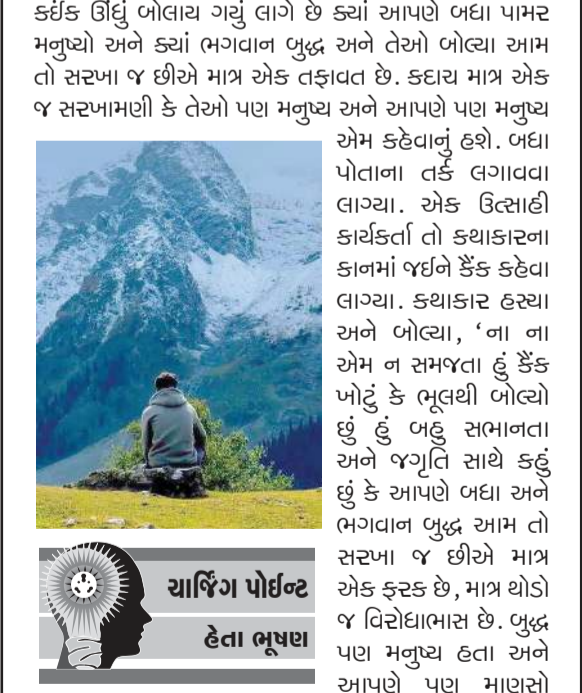 કઈંક ઊંધું બોલાય ગયું લાગે છે ક્યાં આપણે બધા પામર
મનુષ્યો અને ક્યાં ભગવાન બુદ્ધ અને તેઓ બોલ્યા આમ
તો સરખા જ છીએ માત્ર એક તફાવત છે. કદાચ માત્ર એક
જ સરખામણી કે તેઓ પણ મનુષ્ય અને આપણે પણ મનુષ્ય
એમ કહેવાનું હશે. બધા
પોતાના તર્ક લગાવવા
લાગ્યા. એક ઉત્સાહી
કાર્યકર્તા તો કથાકારના
કાનમાં જઈને કૈંક કહેવા
લાગ્યા. કથાકાર હસ્યા
અને બોલ્યા, ‘ના ના
એમ ન સમજતા હું કૈંક
ખોટું કે ભૂલથી બોલ્યો
છું હું બહુ સભાનતા
અને જગૃતિ સાથે કહું
છું કે આપણે બધા અને
ભગવાન બુદ્ધ આમ તો
સરખા જ છીએ માત્ર
એક ફરક છે, માત્ર થોડો
જ વિરોધાભાસ છે. બુદ્ધ
પણ મનુષ્ય હતા અને
આપણે પણ માણસો
ચાર્જિંગ પોઈન્ટ
હેતા ભૂષણ